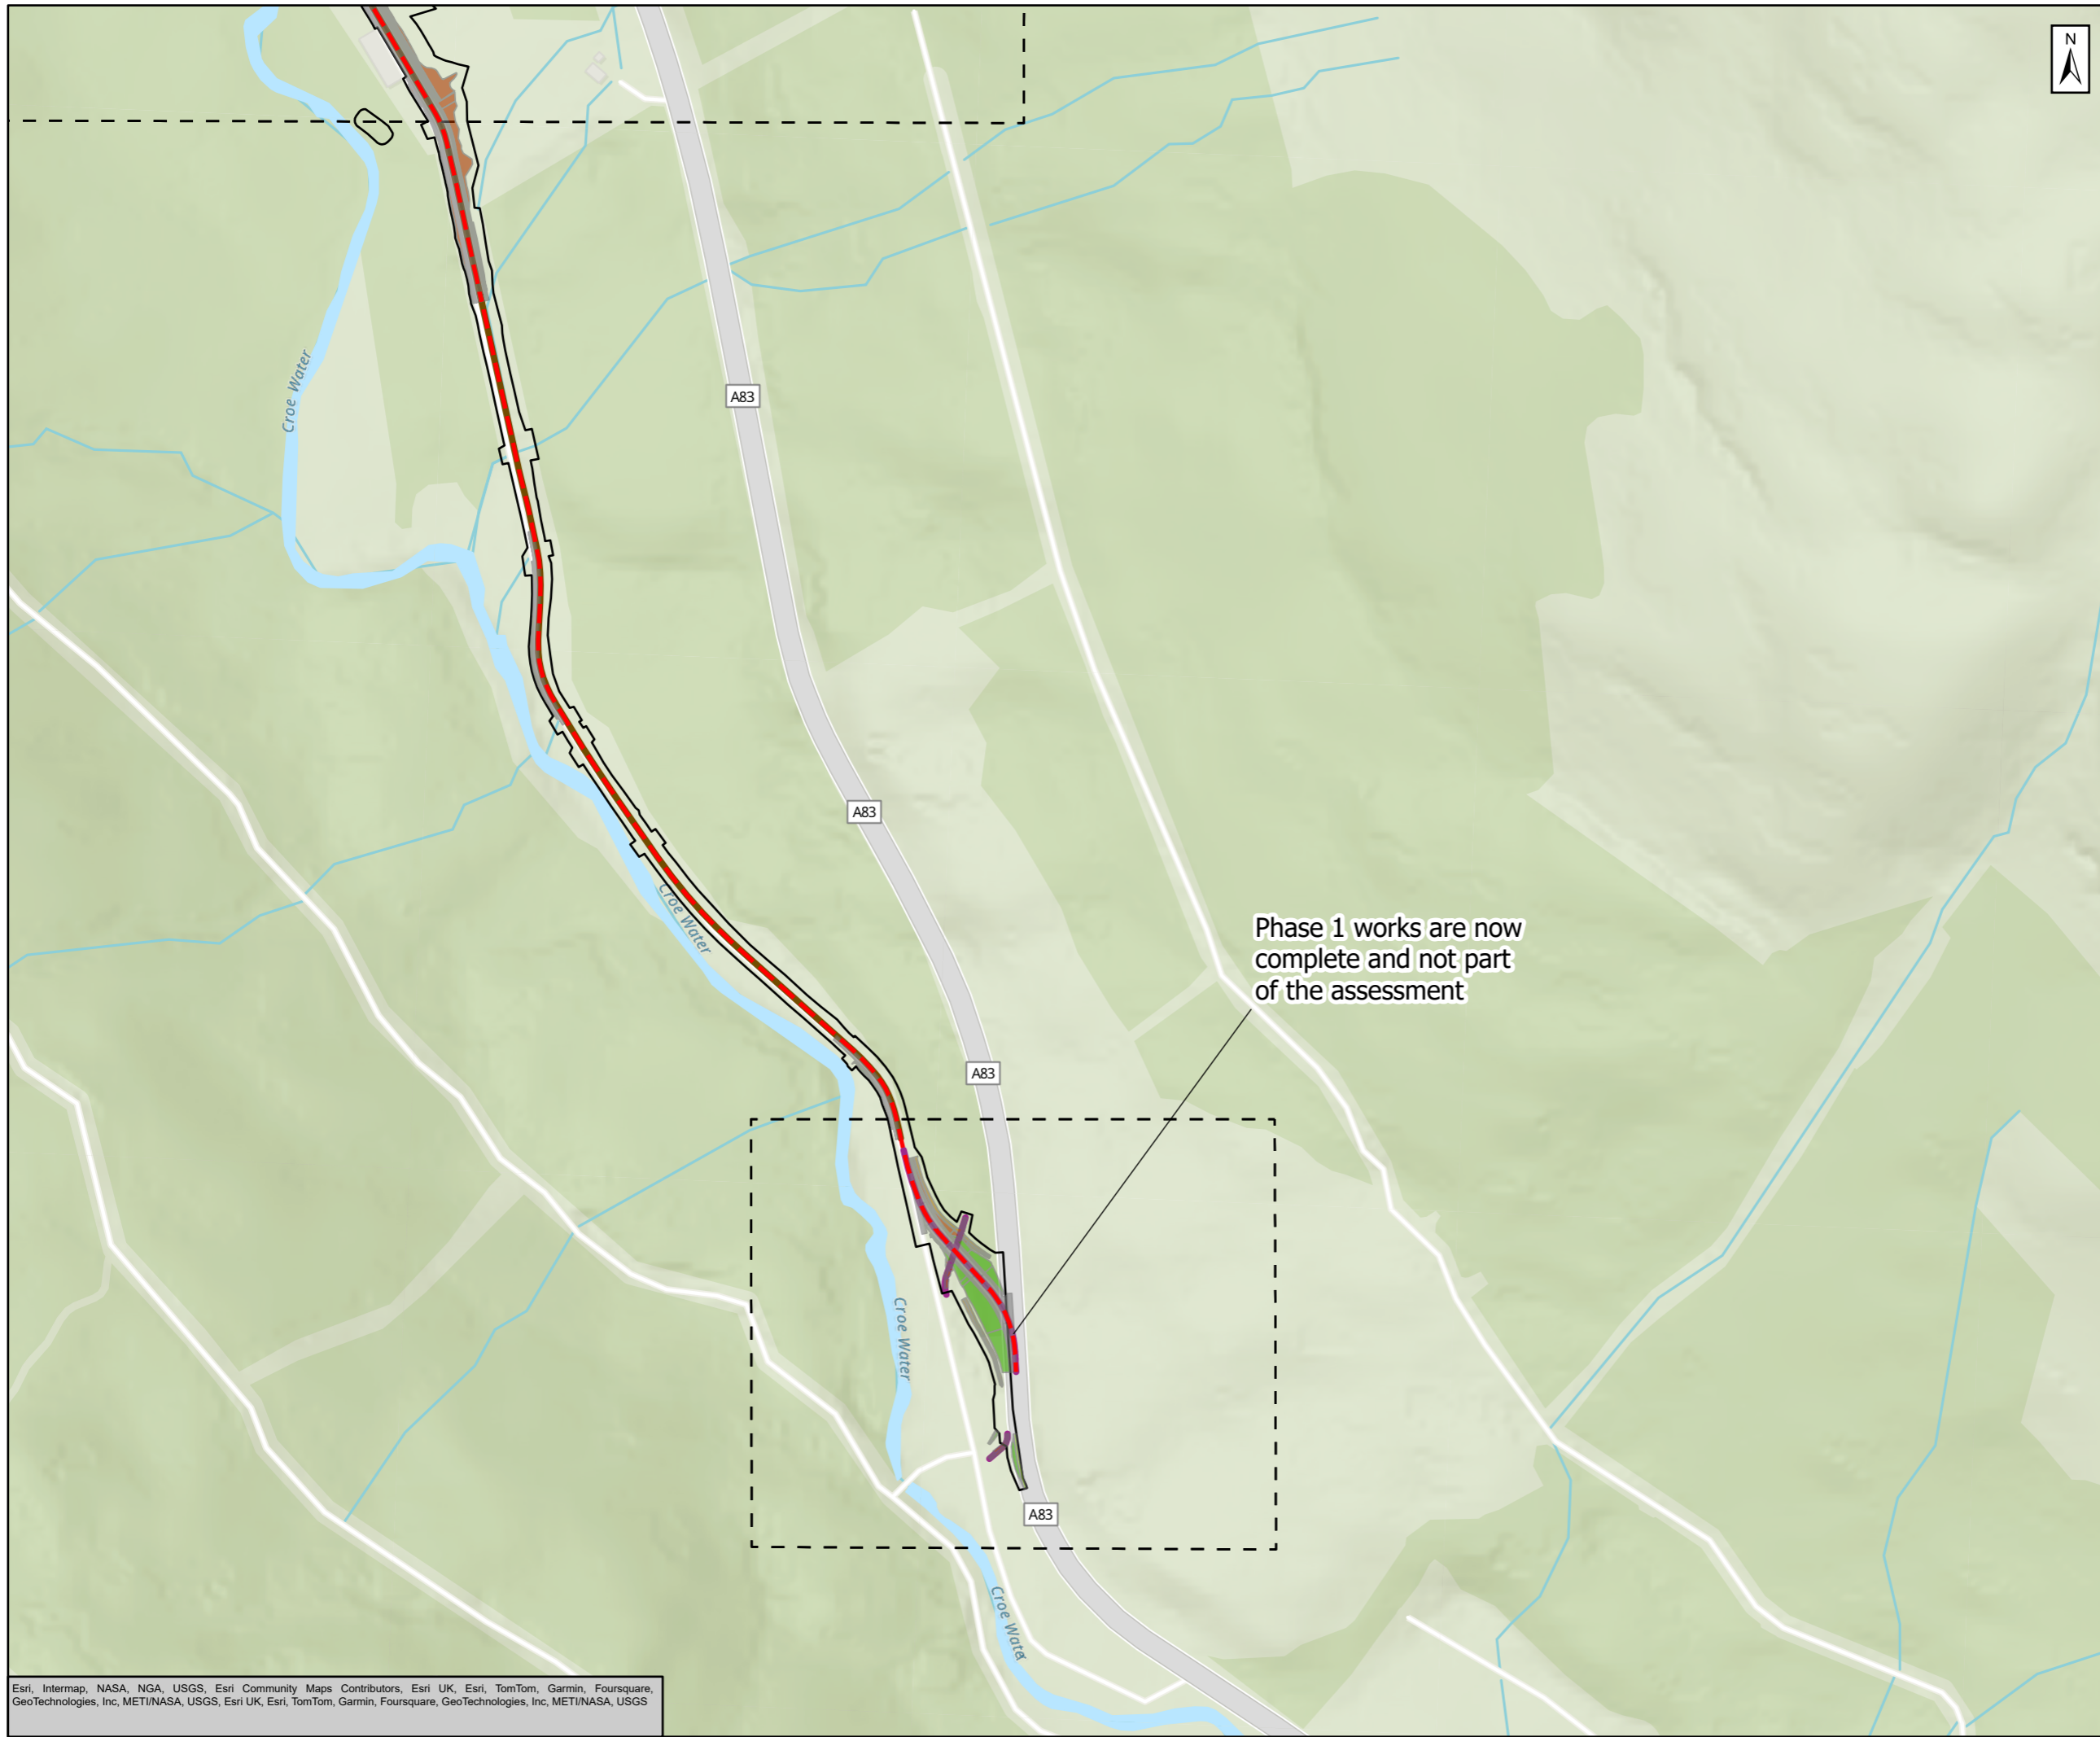 N
Croe Water
A83
A83
Croe Water
Phase 1 works are now
complete and not part
of the assessment
A83
Croe Water
A83
Croe Water
Esri, Intermap, NASA, NGA, USGS, Esri Community Maps Contributors, Esri UK, Esri, TomTom, Garmin, Foursquare,
GeoTechnologies, Inc, METI/NASA, USGS, Esri UK, Esri, TomTom, Garmin, Foursquare, GeoTechnologies, Inc, METI/NASA, USGS